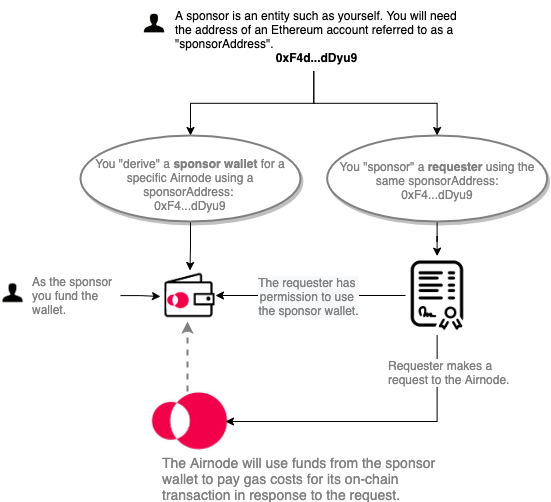 A sponsor is an entity such as yourself. You will need
the address of an Ethereum account referred to as a
"sponsorAddress".
0xF4d...dDyu9
You "derive" a sponsor wallet for a
specific Airnode using a
sponsorAddress:
0xF4...dDyu9
You "sponsor" a requester using the
same sponsorAddress:
0xF4...dDyu9
As the sponsor
you fund the
wallet.
The requester has
permission to use
the sponsor wallet.
Requester makes a
request to the Airnode.
The Airnode will use funds from the sponsor
wallet to pay gas costs for its on-chain
transaction in response to the request.